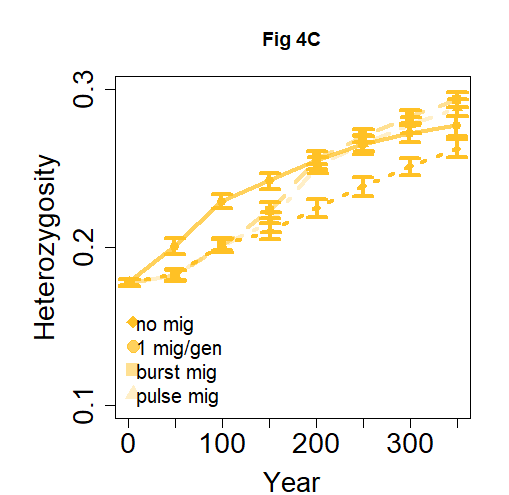 Fig 4C
0.3
0.2
0.1
Heterozygosity
no mig
1 mig/gen
burst mig
pulse mig
0 100 200 300
Year